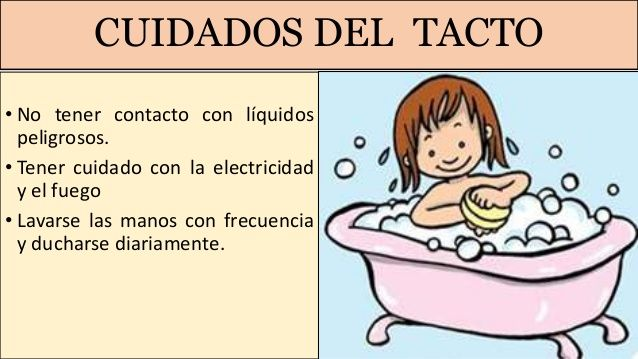 CUIDADOS DEL TACTO
• No tener contacto con líquidos
peligrosos.
• Tener cuidado con la electricidad
y el fuego
• Lavarse las manos con frecuencia
y ducharse diariamente.